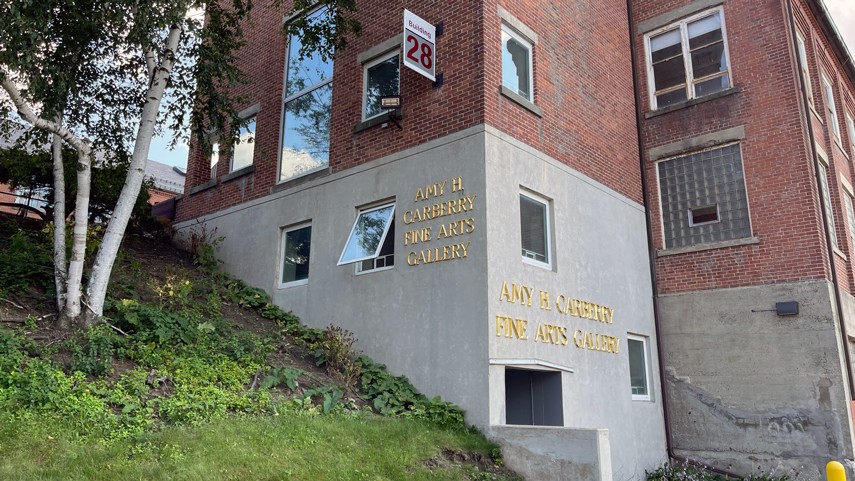 Building
28
AMY H.
CARBERRY
FINE ARTS
GALLERY
AMY H. CARBERRY
FINE ARTS GALLERY